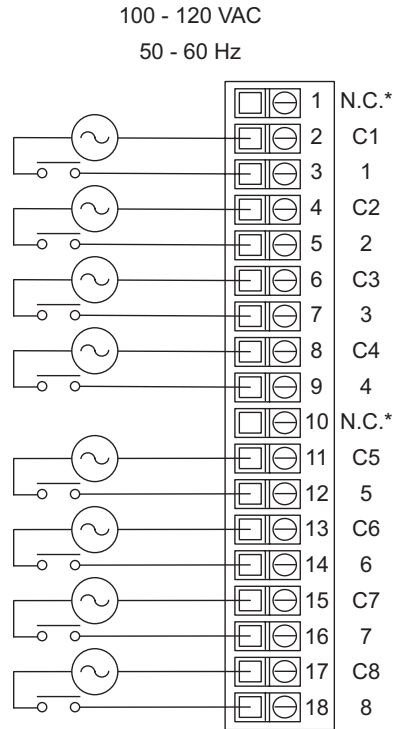 100 - 120 VAC
50 - 60 Hz
1 N.C.*
2 C1
3 1
4 C2
5 2
6 C3
7 3
8 C4
9 4
10 N.C.*
11 C5
12 5
13 C6
14 6
15 C7
16 7
17 C8
18 8